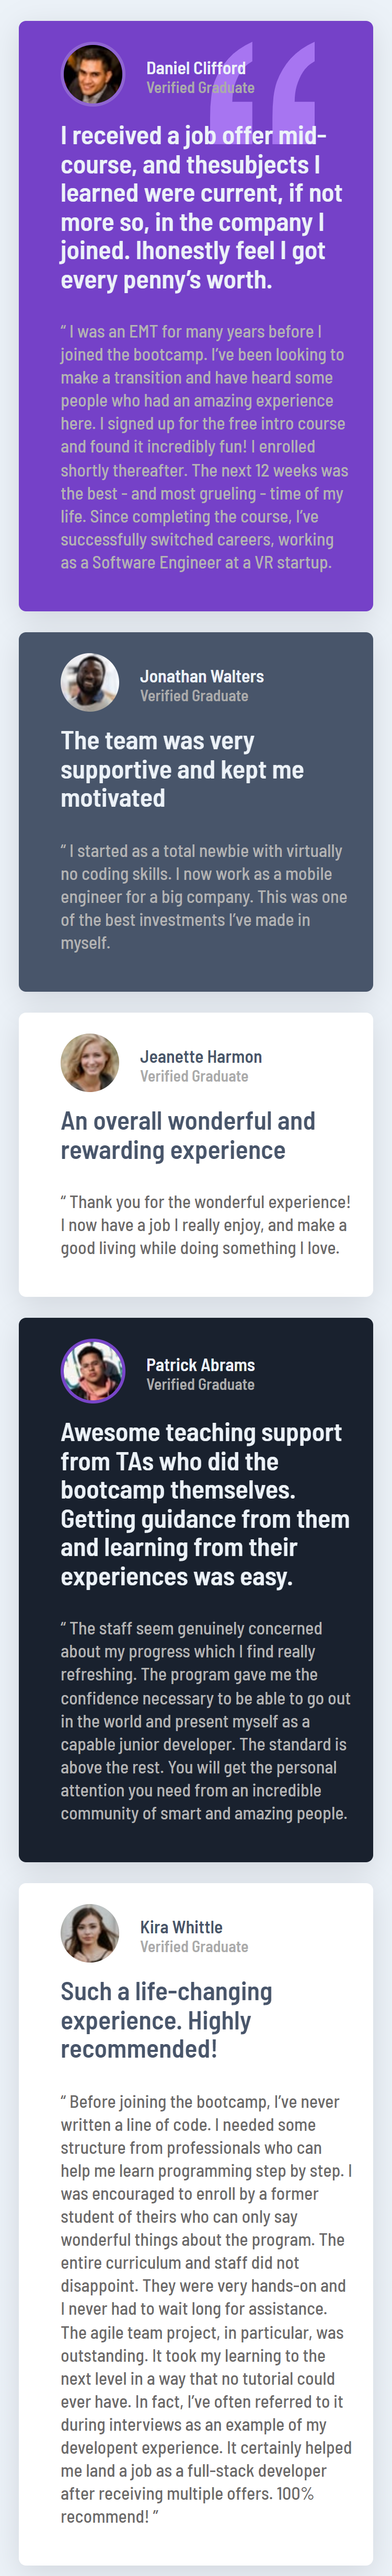 Daniel Clifford
Verified Graduate
I received a job offer mid-
course, and thesubjects I
learned were current, if not
more so, in the company I
joined. Ihonestly feel I got
every penny’s worth.
“ I was an EMT for many years before I
joined the bootcamp. I’ve been looking to
make a transition and have heard some
people who had an amazing experience
here. I signed up for the free intro course
and found it incredibly fun! I enrolled
shortly thereafter. The next 12 weeks was
the best - and most grueling - time of my
life. Since completing the course, I’ve
successfully switched careers, working
as a Software Engineer at a VR startup.
Jonathan Walters
Verified Graduate
The team was very
supportive and kept me
motivated
“ I started as a total newbie with virtually
no coding skills. I now work as a mobile
engineer for a big company. This was one
of the best investments I’ve made in
myself.
Jeanette Harmon
Verified Graduate
An overall wonderful and
rewarding experience
“ Thank you for the wonderful experience!
I now have a job I really enjoy, and make a
good living while doing something I love.
Patrick Abrams
Verified Graduate
Awesome teaching support
from TAs who did the
bootcamp themselves.
Getting guidance from them
and learning from their
experiences was easy.
“ The staff seem genuinely concerned
about my progress which I find really
refreshing. The program gave me the
confidence necessary to be able to go out
in the world and present myself as a
capable junior developer. The standard is
above the rest. You will get the personal
attention you need from an incredible
community of smart and amazing people.
Kira Whittle
Verified Graduate
Such a life-changing
experience. Highly
recommended!
“ Before joining the bootcamp, I’ve never
written a line of code. I needed some
structure from professionals who can
help me learn programming step by step. I
was encouraged to enroll by a former
student of theirs who can only say
wonderful things about the program. The
entire curriculum and staff did not
disappoint. They were very hands-on and
I never had to wait long for assistance.
The agile team project, in particular, was
outstanding. It took my learning to the
next level in a way that no tutorial could
ever have. In fact, I’ve often referred to it
during interviews as an example of my
developent experience. It certainly helped
me land a job as a full-stack developer
after receiving multiple offers. 100%
recommend! ”